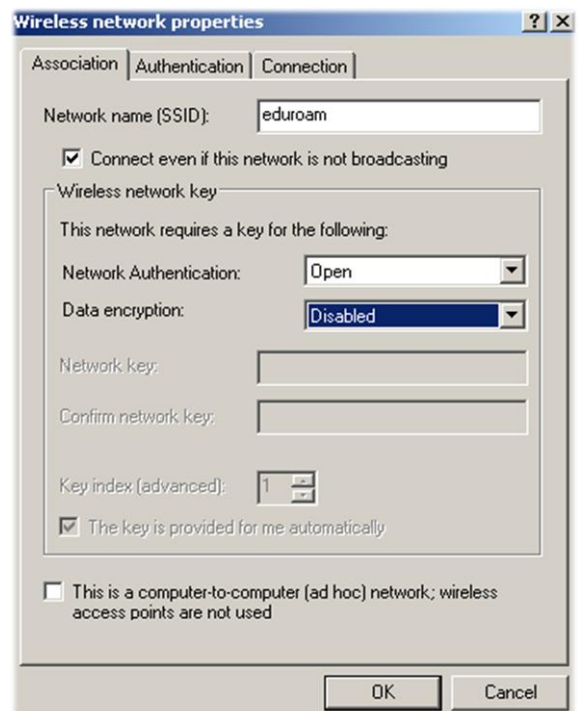 Wireless network properties
Association Authentication Connection
Network name (SSID): eduroam
Connect even if this network is not broadcasting
Wireless network key
This network requires a key for the following:
Network Authentication: Open
Data encryption: Disabled
Network key:
Confirm network key:
Key index (advanced): 1
The key is provided for me automatically
This is a computer-to-computer (ad hoc) network; wireless
access points are not used
OK Cancel